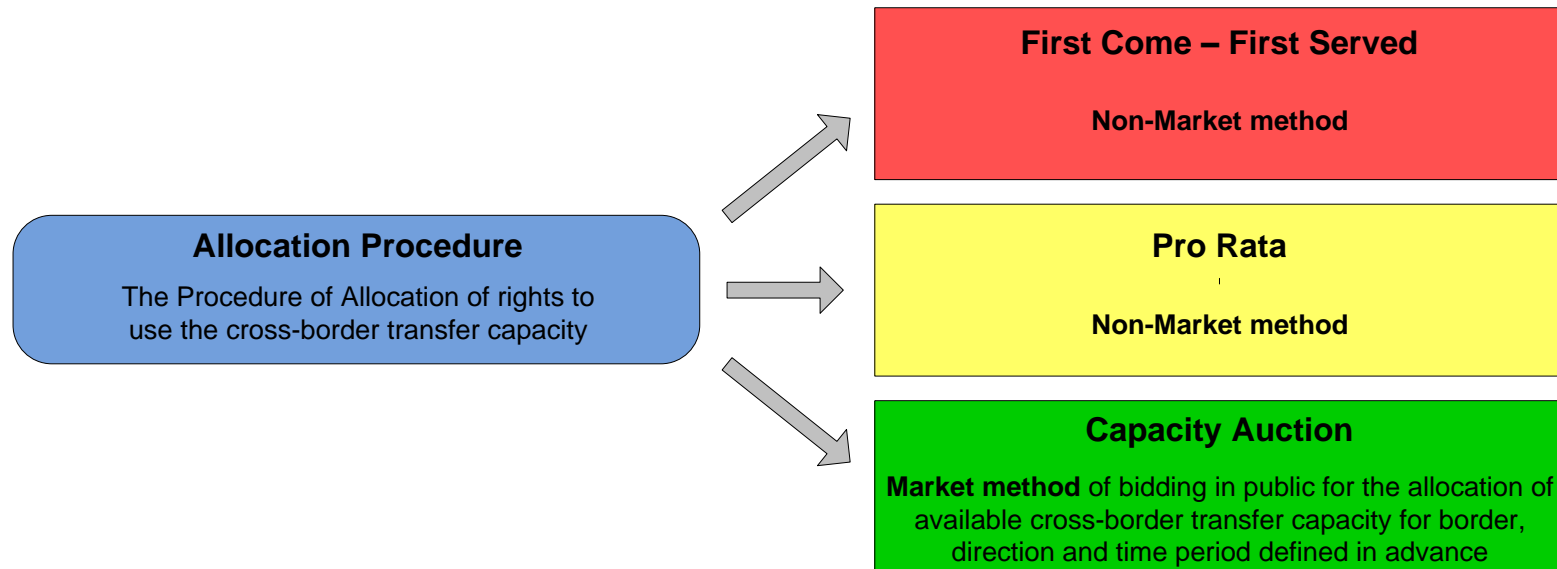 First Come – First Served
Non-Market method
Allocation Procedure
The Procedure of Allocation of rights to
use the cross-border transfer capacity
Pro Rata
Non-Market method
Capacity Auction
Market method of bidding in public for the allocation of
available cross-border transfer capacity for border,
direction and time period defined in advance